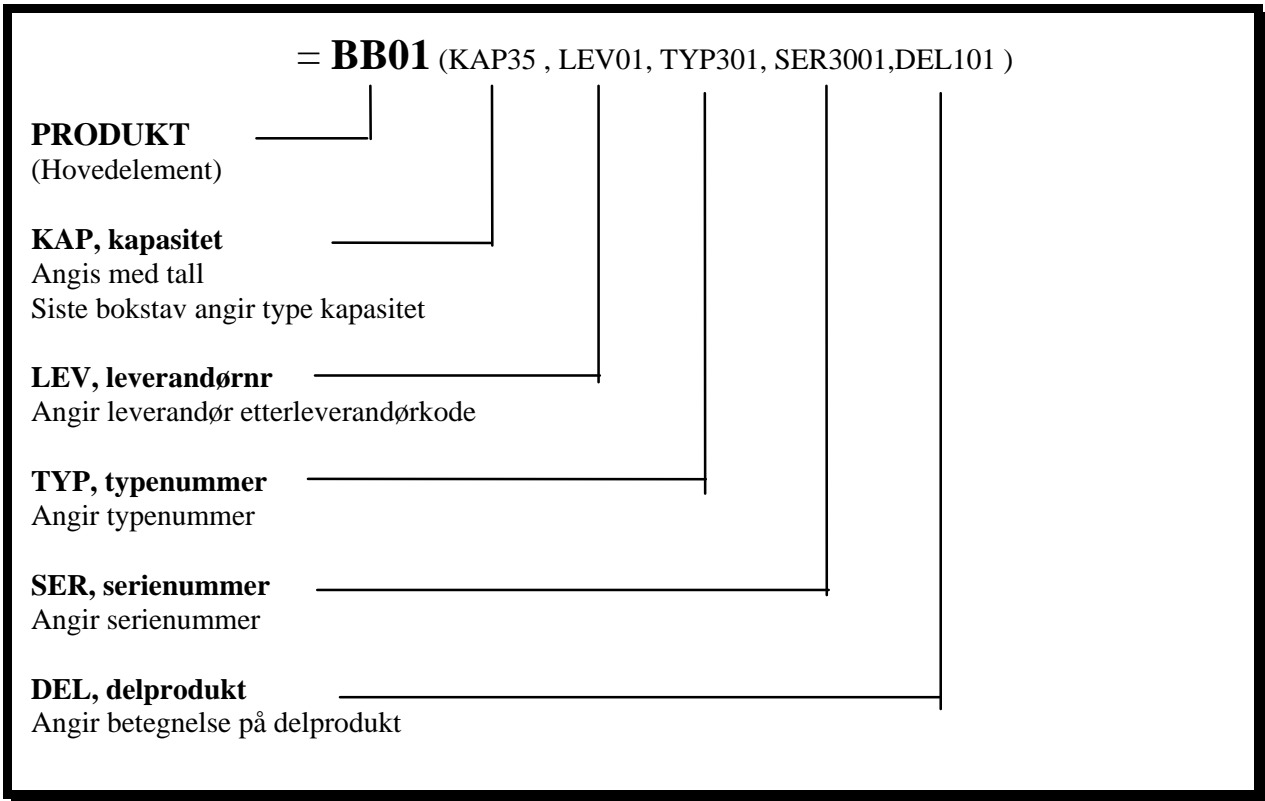 = BB01 (KAP35 , LEV01, TYP301, SER3001,DEL101 )
PRODUKT
(Hovedelement)
KAP, kapasitet
Angis med tall
Siste bokstav angir type kapasitet
LEV, leverandørnr
Angir leverandør etterleverandørkode
TYP, typenummer
Angir typenummer
SER, serienummer
Angir serienummer
DEL, delprodukt
Angir betegnelse på delprodukt